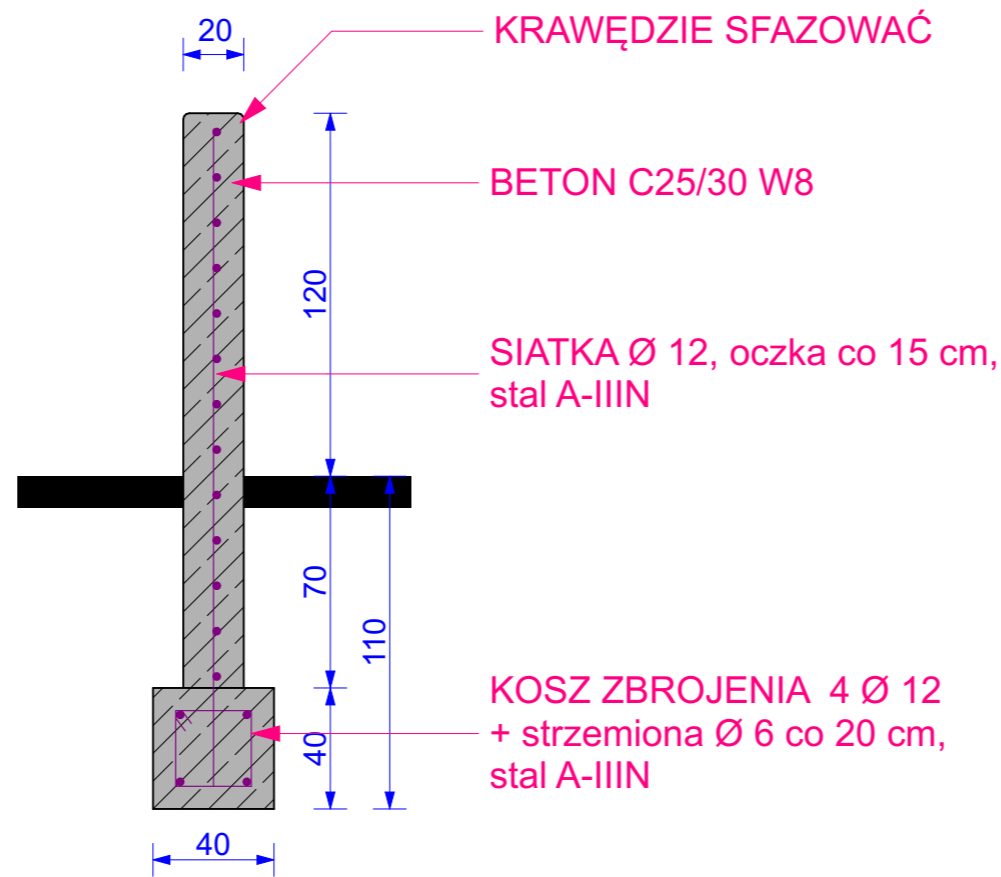 20
KRAWĘDZIE SFAZOWAĆ
BETON C25/30 W8
120
SIATKA Ø 12, oczka co 15 cm,
stal A-IIIN
70
110
KOSZ ZBROJENIA 4 Ø 12
+ strzemiona Ø 6 co 20 cm,
stal A-IIIN
40
40